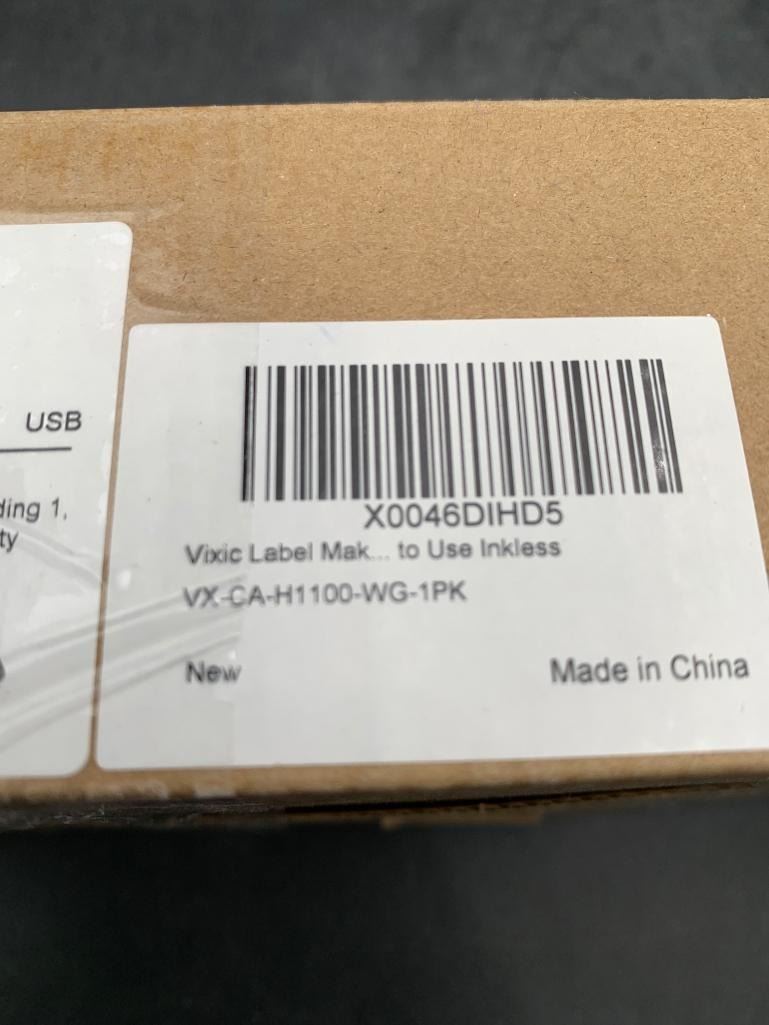 USB
ding 1,
ty
X0046DIHD5
Vixic Label Mak... to Use Inkless
VX-CA-H1100-WG-1PK
New
Made in China